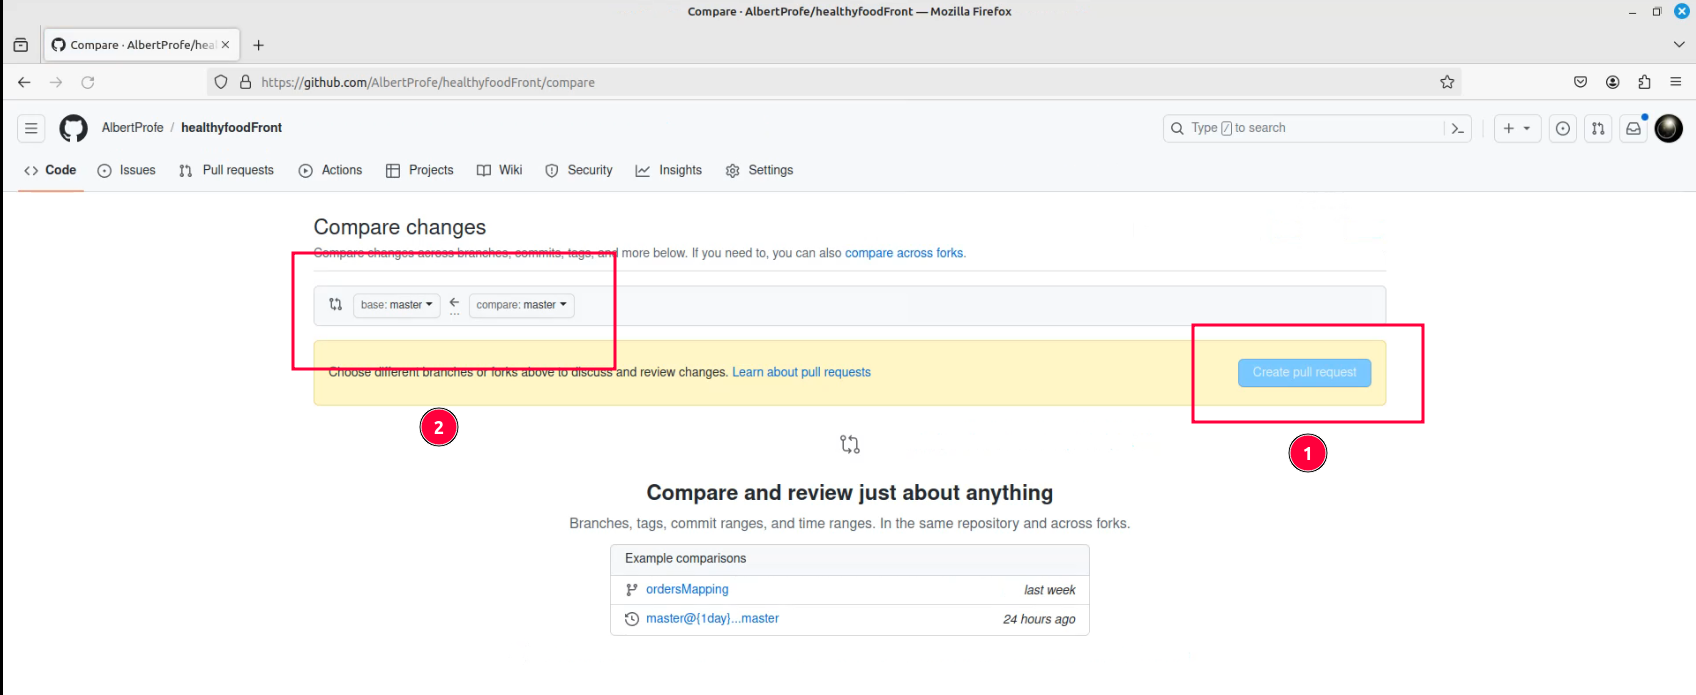 Compare · AlbertProfe/healthyfoodFront — Mozilla Firefox
Compare · AlbertProfe/hea
https://github.com/AlbertProfe/healthyfoodFront/compare
AlbertProfe / healthyfoodFront
Type / to search
Code Issues Pull requests Actions Projects Wiki Security Insights Settings
Compare changes
Compare changes across branches, commits, tags, and more below. If you need to, you can also compare across forks.
base: master compare: master
...
Choose different branches or forks above to discuss and review changes. Learn about pull requests
Create pull request
2
1
Compare and review just about anything
Branches, tags, commit ranges, and time ranges. In the same repository and across forks.
Example comparisons
ordersMapping last week
master@{1day}...master 24 hours ago